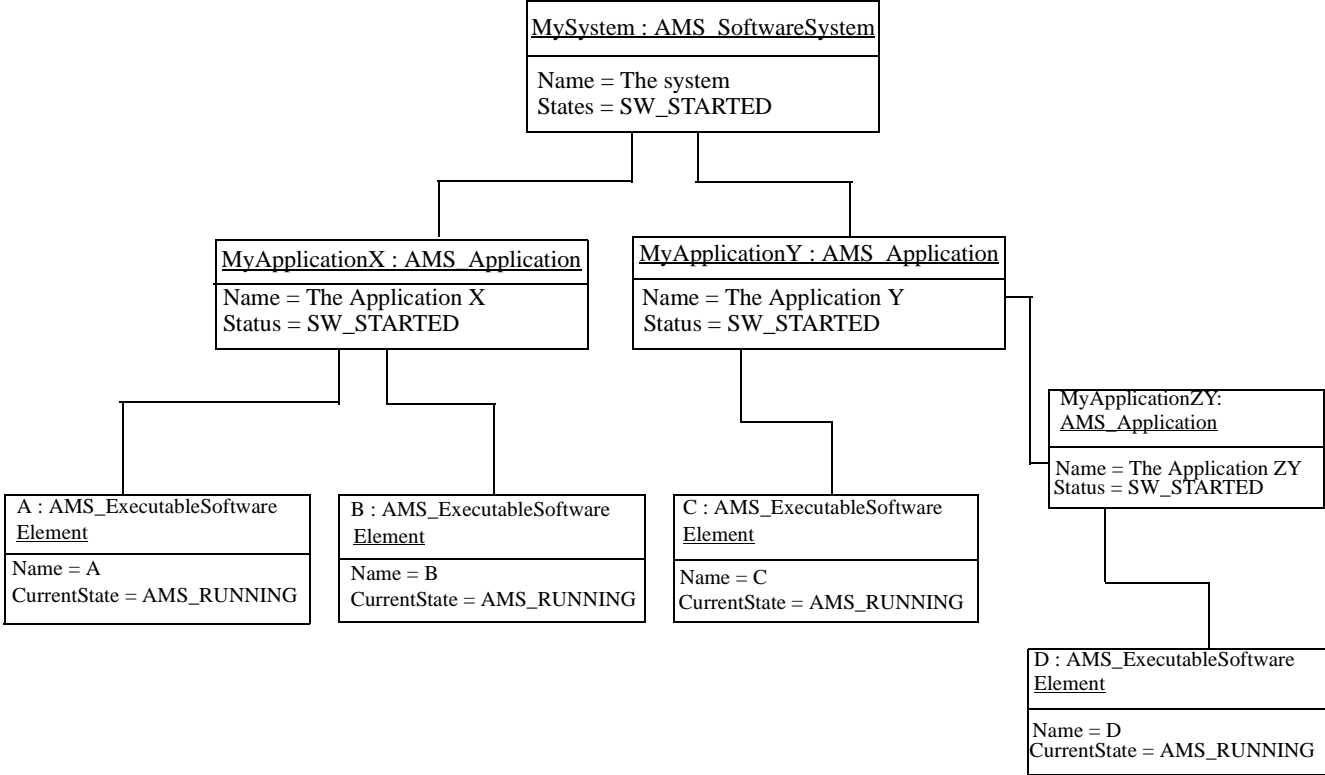 MySystem : AMS_SoftwareSystem
Name = The system
States = SW_STARTED
MyApplicationX : AMS_Application
Name = The Application X
Status = SW_STARTED
MyApplicationY : AMS_Application
Name = The Application Y
Status = SW_STARTED
MyApplicationZY:
AMS_Application
Name = The Application ZY
Status = SW_STARTED
A : AMS_ExecutableSoftware
Element
Name = A
CurrentState = AMS_RUNNING
B : AMS_ExecutableSoftware
Element
Name = B
CurrentState = AMS_RUNNING
C : AMS_ExecutableSoftware
Element
Name = C
CurrentState = AMS_RUNNING
D : AMS_ExecutableSoftware
Element
Name = D
CurrentState = AMS_RUNNING